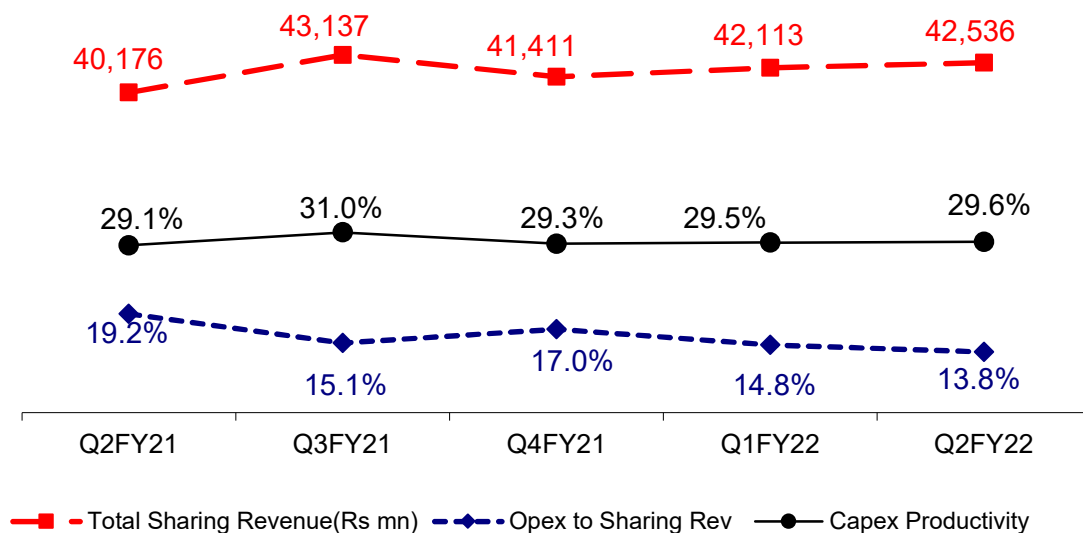 40,176 43,137 41,411 42,113 42,536
29.1% 31.0% 29.3% 29.5% 29.6%
19.2% 15.1% 17.0% 14.8% 13.8%
Q2FY21 Q3FY21 Q4FY21 Q1FY22 Q2FY22
Total Sharing Revenue(Rs mn) Opex to Sharing Rev Capex Productivity